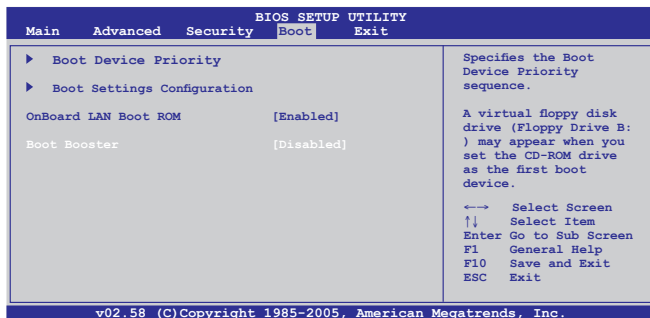 BIOS SETUP UTILITY
Main Advanced Security Boot Exit
Boot Device Priority
Boot Settings Configuration
OnBoard LAN Boot ROM [Enabled]
Boot Booster [Disabled]
Specifies the Boot
Device Priority
sequence.
A virtual floppy disk
drive (Floppy Drive B:
) may appear when you
set the CD-ROM drive
as the first boot
device.
←→ Select Screen
↑↓ Select Item
Enter Go to Sub Screen
F1 General Help
F10 Save and Exit
ESC Exit
v02.58 (C)Copyright 1985-2005, American Megatrends, Inc.